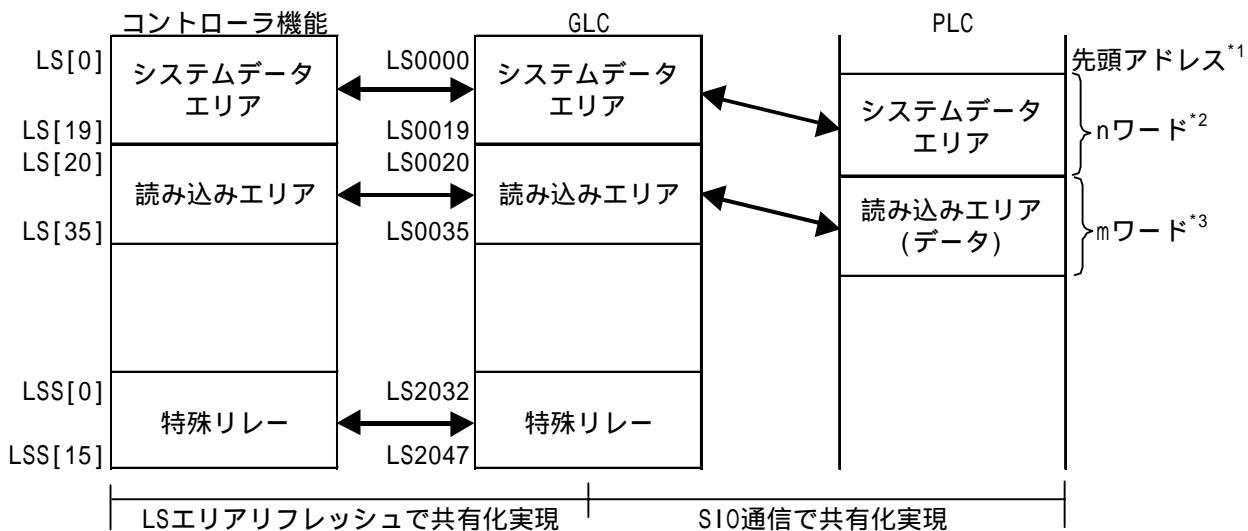 コントローラ機能 GLC PLC
LS[0] システムデータエリア LS0000 システムデータエリア 先頭アドレス*1
LS[19] LS0019 システムデータエリア nワード*2
LS[20] LS0020
読み込みエリア 読み込みエリア
LS[35] LS0035 読み込みエリア(データ) mワード*3
LSS[0] LS2032
特殊リレー 特殊リレー
LSS[15] LS2047
LSエリアリフレッシュで共有化実現 SIO通信で共有化実現